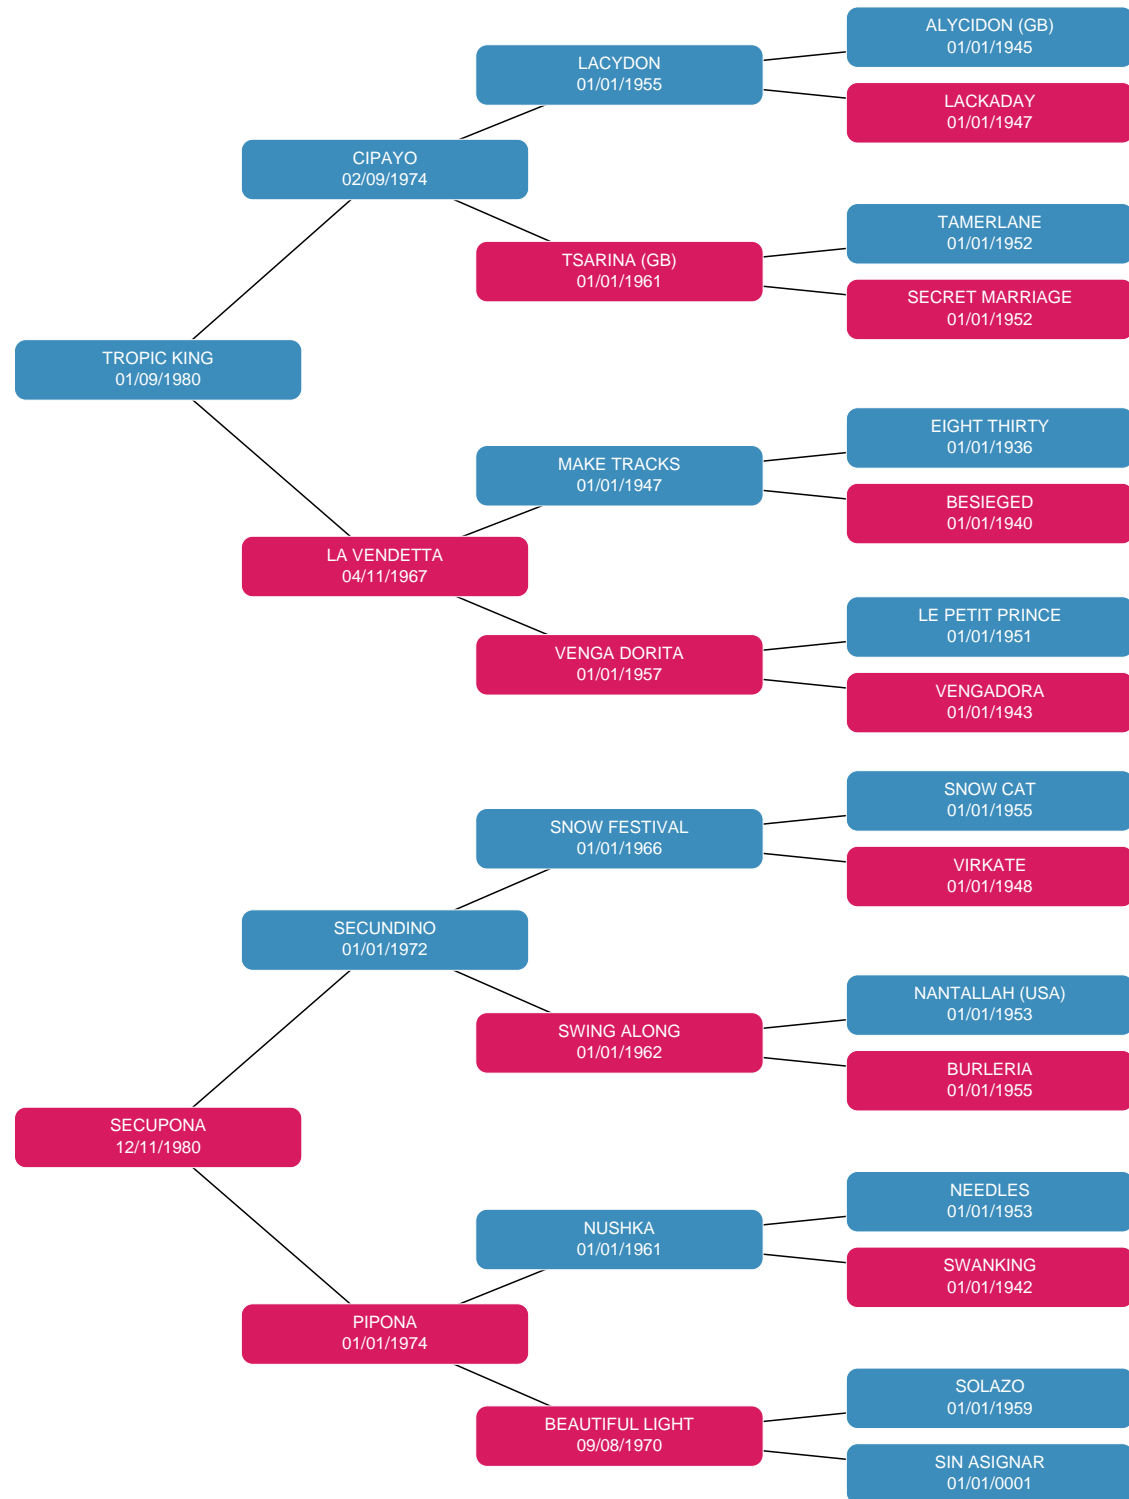 ALYCIDON (GB)
01/01/1945
LACYDON
01/01/1955
LACKADAY
01/01/1947
CIPAYO
02/09/1974
TAMERLANE
01/01/1952
TSARINA (GB)
01/01/1961
SECRET MARRIAGE
01/01/1952
TROPIC KING
01/09/1980
EIGHT THIRTY
01/01/1936
MAKE TRACKS
01/01/1947
BESIEGED
01/01/1940
LA VENDETTA
04/11/1967
LE PETIT PRINCE
01/01/1951
VENGA DORITA
01/01/1957
VENGADORA
01/01/1943
SNOW CAT
01/01/1955
SNOW FESTIVAL
01/01/1966
VIRKATE
01/01/1948
SECUNDINO
01/01/1972
NANTALLAH (USA)
01/01/1953
SWING ALONG
01/01/1962
BURLERIA
01/01/1955
SECUPONA
12/11/1980
NEEDLES
01/01/1953
NUSHKA
01/01/1961
SWANKING
01/01/1942
PIPONA
01/01/1974
SOLAZO
01/01/1959
BEAUTIFUL LIGHT
09/08/1970
SIN ASIGNAR
01/01/0001